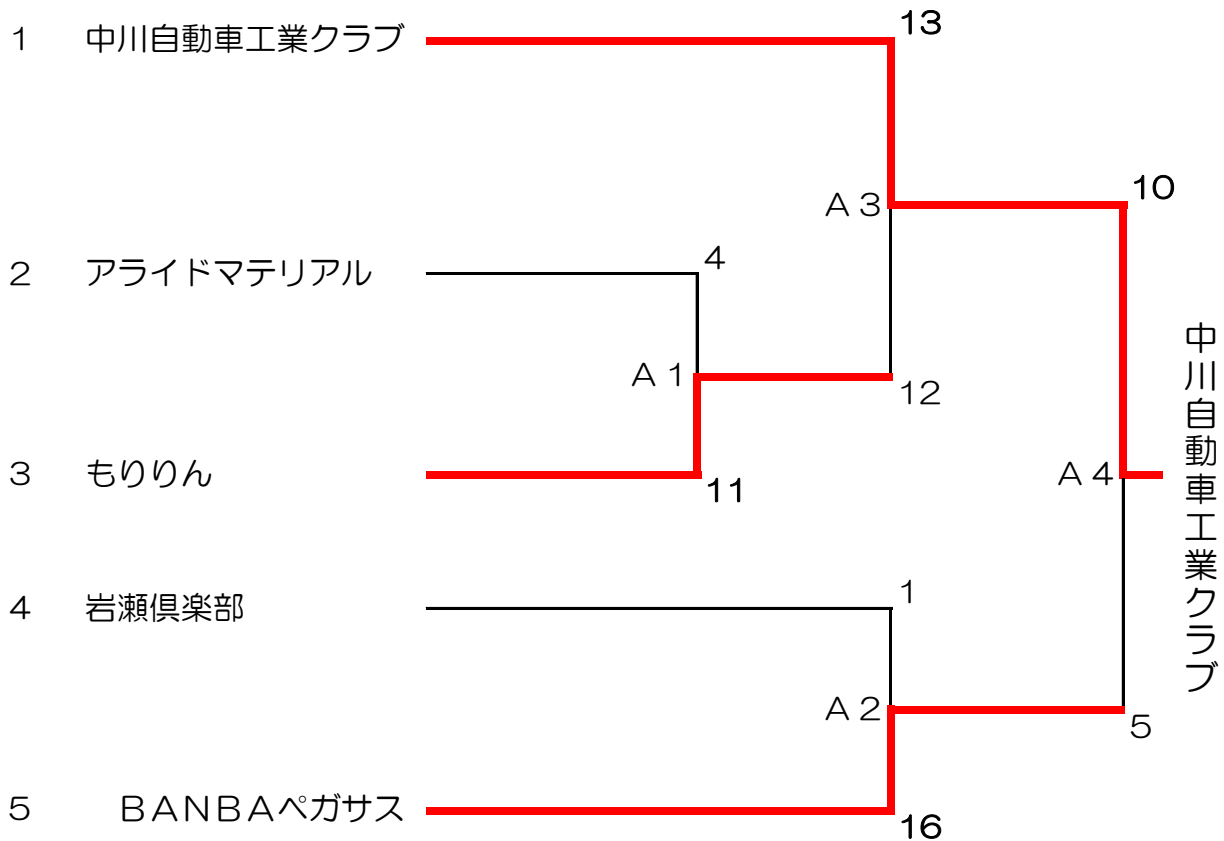 13
1 中川自動車工業クラブ
10
A3
4
2 アライドマテリアル
A1
12
3 もりりん
11
A4
中川自動車工業クラブ
1
4 岩瀬倶楽部
A2
5
5 BANBAペガサス
16